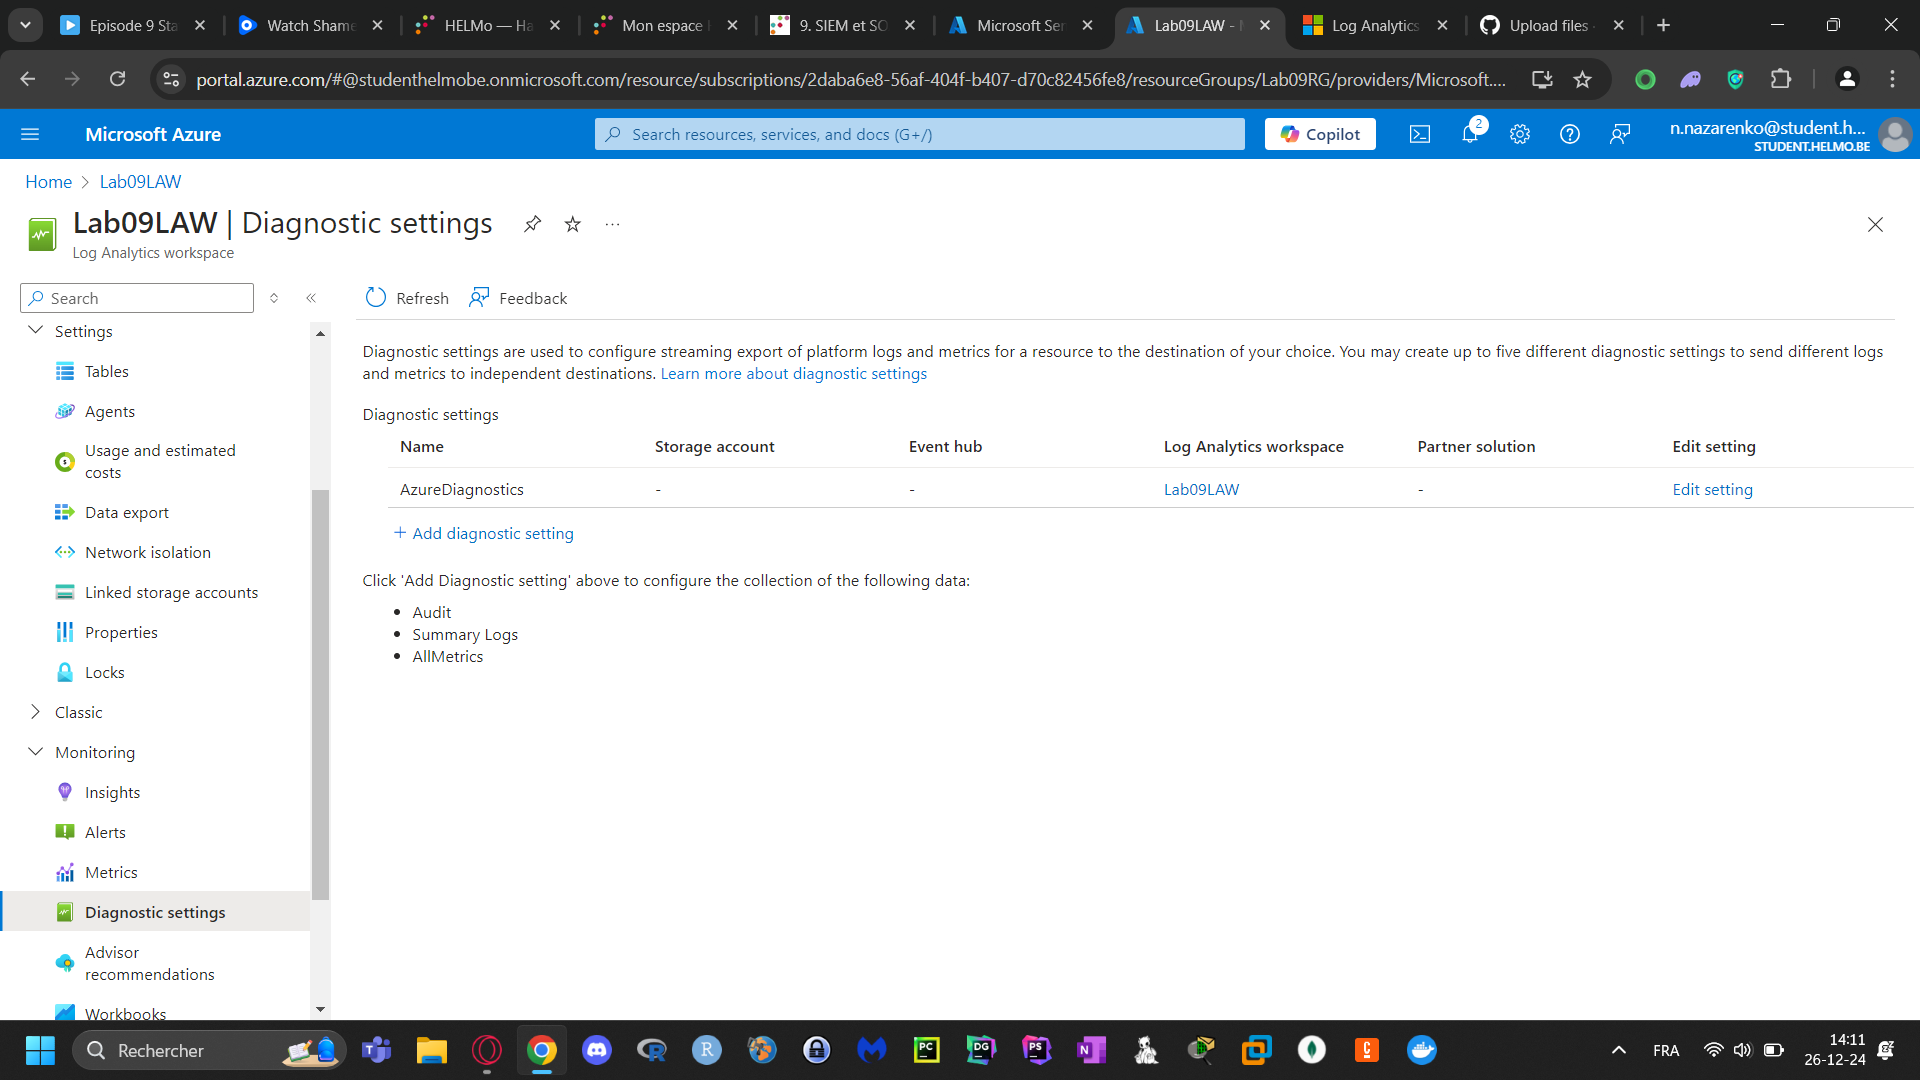 Episode 9 Sta
Watch Shame
HELMo — Ha
Mon espace
9. SIEM et SO
Microsoft Ser
Lab09LAW -
Log Analytics
Upload files
portal.azure.com/#@studenthelmobe.onmicrosoft.com/resource/subscriptions/2daba6e8-56af-404f-b407-d70c82456fe8/resourceGroups/Lab09RG/providers/Microsoft....
Microsoft Azure
Search resources, services, and docs (G+/)
Copilot
2
n.nazarenko@student.h...
STUDENT.HELMO.BE
Home > Lab09LAW
Lab09LAW | Diagnostic settings
Log Analytics workspace
Search
Settings
Tables
Agents
Usage and estimated
costs
Data export
Network isolation
Linked storage accounts
Properties
Locks
Classic
Monitoring
Insights
Alerts
Metrics
Diagnostic settings
Advisor
recommendations
Workbooks
Refresh
Feedback
Diagnostic settings are used to configure streaming export of platform logs and metrics for a resource to the destination of your choice. You may create up to five different diagnostic settings to send different logs
and metrics to independent destinations. Learn more about diagnostic settings
Diagnostic settings
Name Storage account Event hub Log Analytics workspace Partner solution Edit setting
AzureDiagnostics - - Lab09LAW - Edit setting
+ Add diagnostic setting
Click 'Add Diagnostic setting' above to configure the collection of the following data:
• Audit
• Summary Logs
• AllMetrics
Rechercher
FRA
14:11
26-12-24